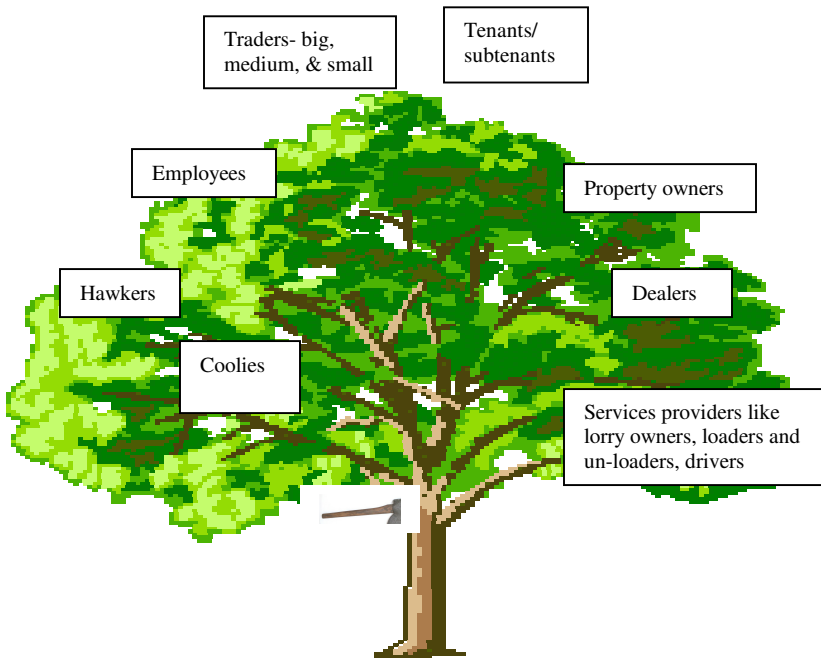 Traders- big,
medium, & small
Tenants/
subtenants
Employees
Property owners
Hawkers
Dealers
Coolies
Services providers like
lorry owners, loaders and
un-loaders, drivers